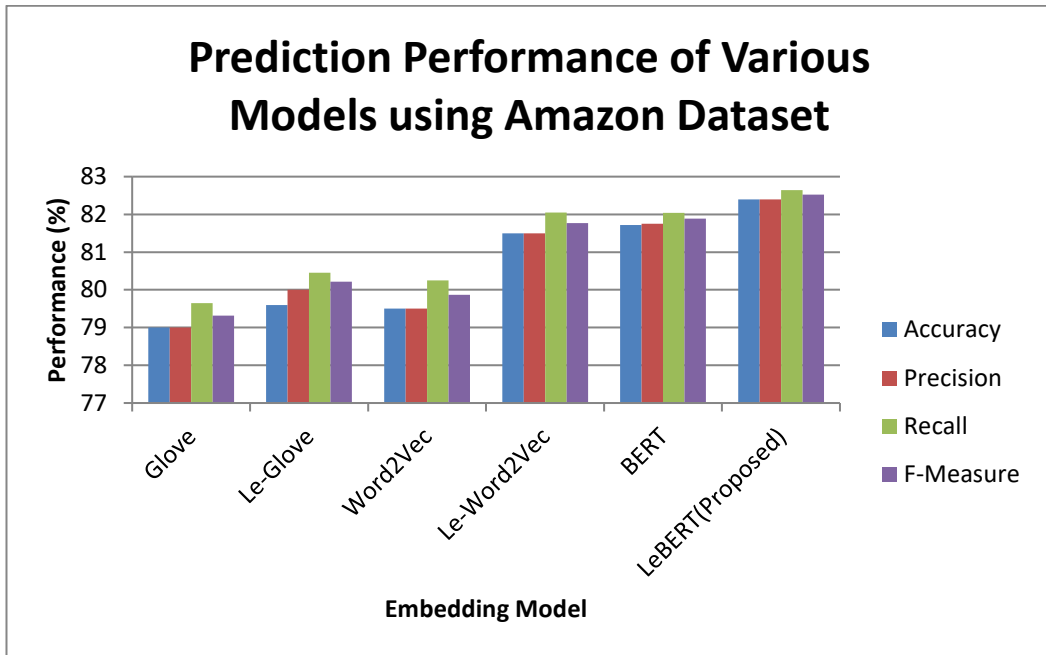 Prediction Performance of Various
Models using Amazon Dataset
Performance (%)
83
82
81
80
79
78
77
Glove
Le-Glove
Word2Vec
Le-Word2Vec
BERT
LeBERT(Proposed)
Embedding Model
Accuracy
Precision
Recall
F-Measure